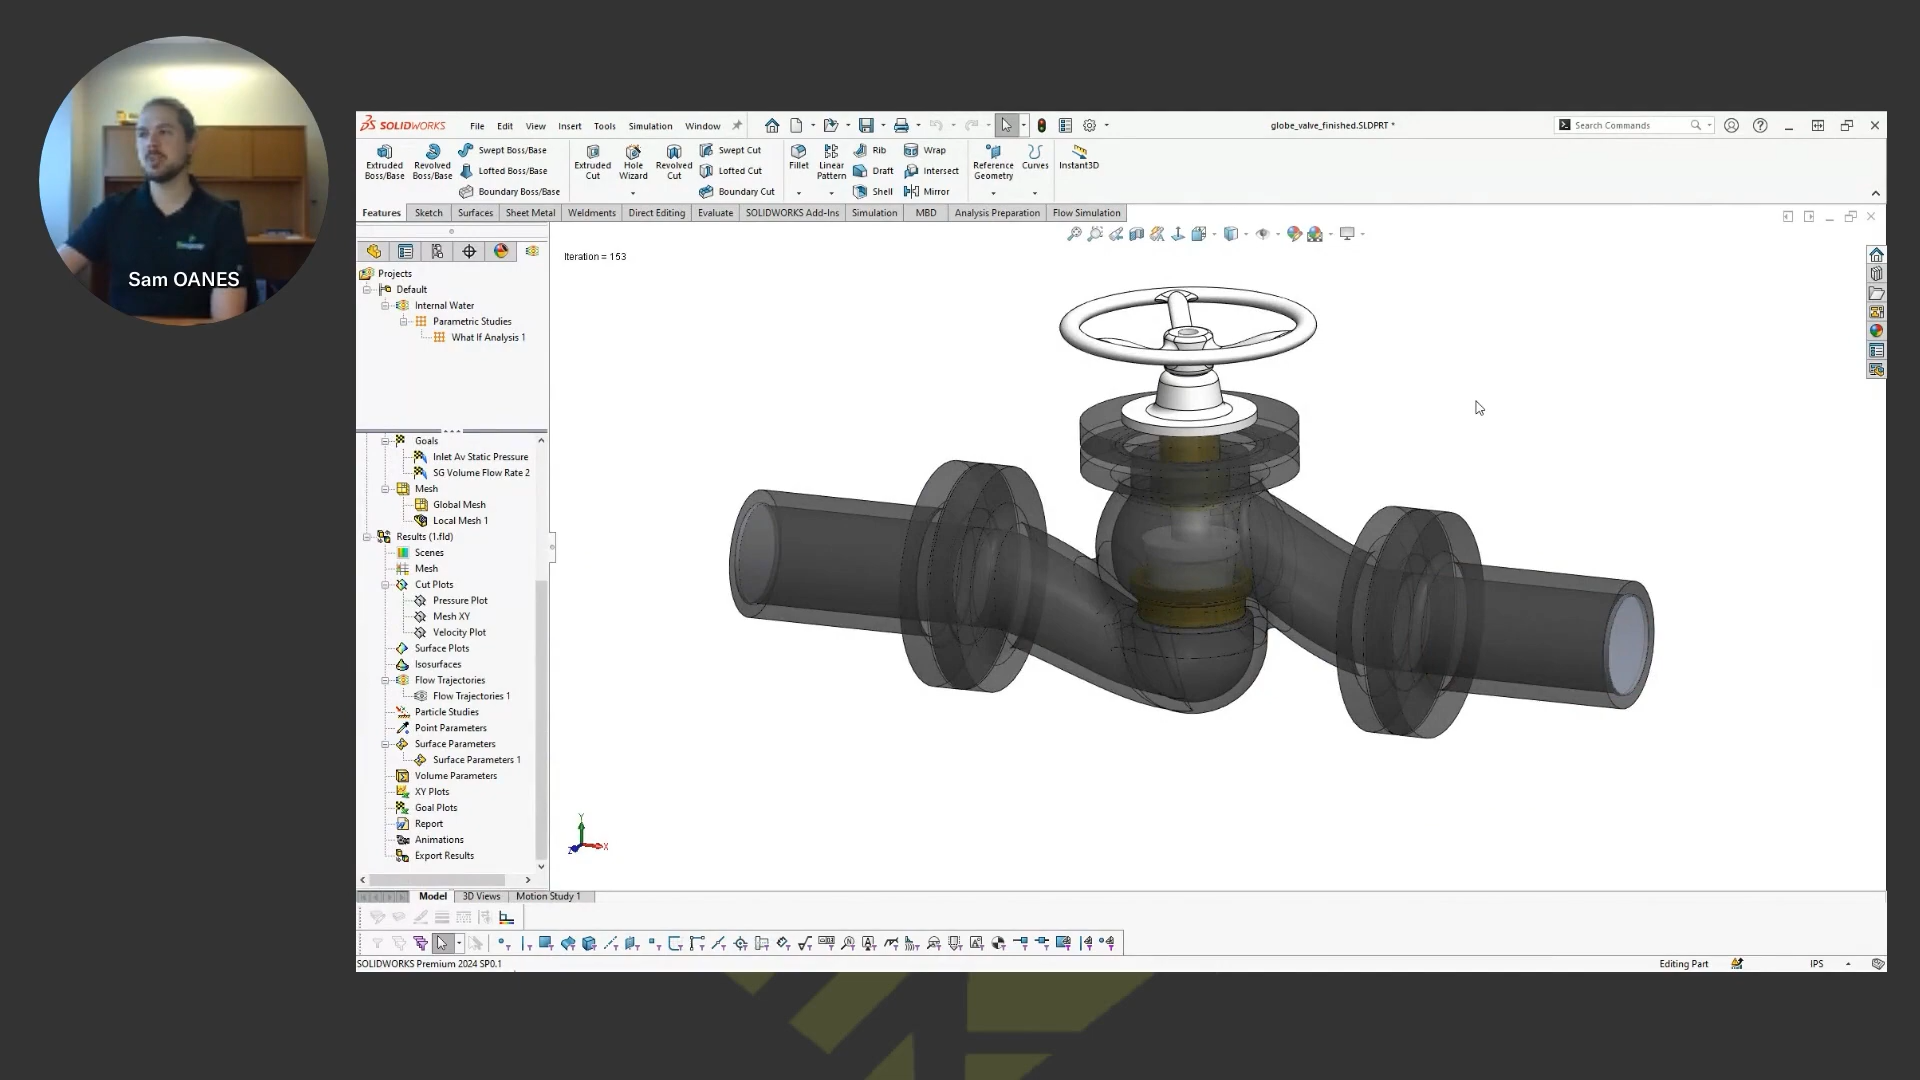 Sam OANES
SOLIDWORKS File Edit View Insert Tools Simulation Window globe_valve_finished.SLDPRT * Search Commands
Extruded Boss/Base Revolved Boss/Base Swept Boss/Base Lofted Boss/Base Boundary Boss/Base Extruded Cut Hole Wizard Revolved Cut Swept Cut Lofted Cut Boundary Cut Fillet Linear Pattern Rib Draft Shell Wrap Intersect Mirror Reference Geometry Curves Instant3D
Features Sketch Surfaces Sheet Metal Weldments Direct Editing Evaluate SOLIDWORKS Add-Ins Simulation MBD Analysis Preparation Flow Simulation
Iteration = 153
Projects
Default
Internal Water
Parametric Studies
What If Analysis 1
Goals
Inlet Av Static Pressure
SG Volume Flow Rate 2
Mesh
Global Mesh
Local Mesh 1
Results (1.fld)
Scenes
Mesh
Cut Plots
Pressure Plot
Mesh XY
Velocity Plot
Surface Plots
Isosurfaces
Flow Trajectories
Flow Trajectories 1
Particle Studies
Point Parameters
Surface Parameters
Surface Parameters 1
Volume Parameters
XY Plots
Goal Plots
Report
Animations
Export Results
Y
X
Z
Model 3D Views Motion Study 1
SOLIDWORKS Premium 2024 SP0.1 Editing Part IPS